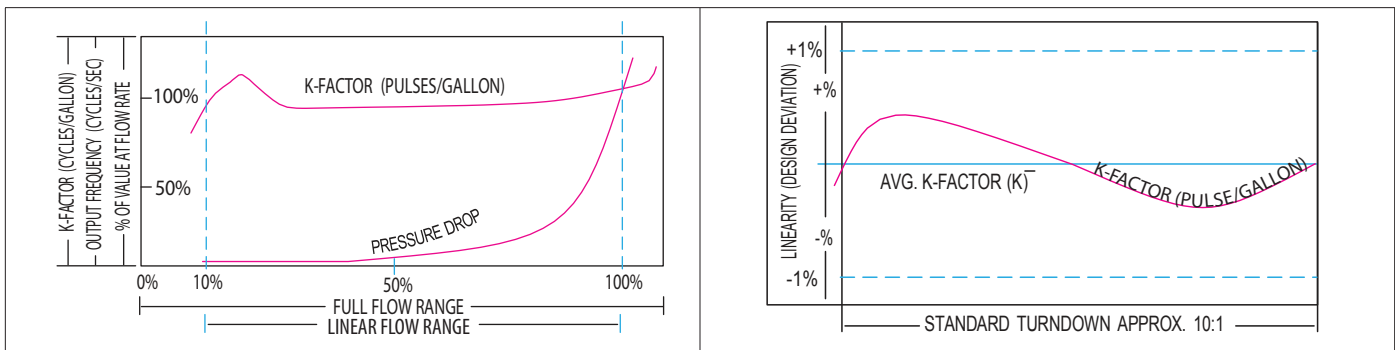 K-FACTOR (CYCLES/GALLON)
OUTPUT FREQUENCY (CYCLES/SEC)
% OF VALUE AT FLOW RATE
100%
50%
K-FACTOR (PULSES/GALLON)
PRESSURE DROP
0%
10%
50%
100%
FULL FLOW RANGE
LINEAR FLOW RANGE
LINEARITY (DESIGN DEVIATION)
+1%
+%
-%
-1%
AVG. K-FACTOR (K)¯
K-FACTOR (PULSE/GALLON)
STANDARD TURNDOWN APPROX. 10:1